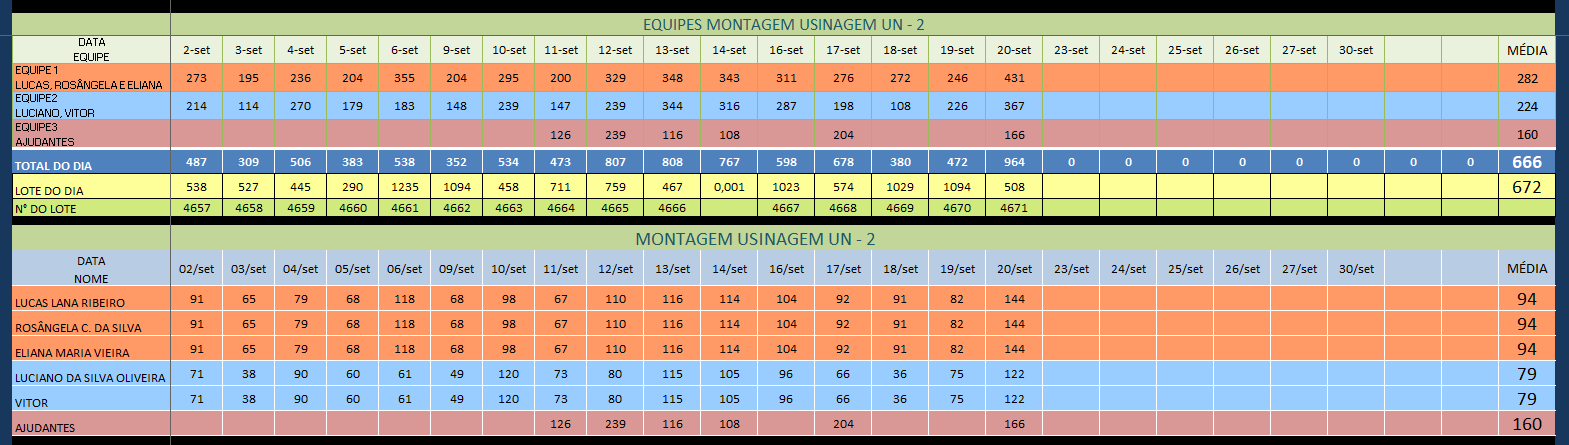 EQUIPES MONTAGEM USINAGEM UN - 2
DATA
EQUIPE 2-set 3-set 4-set 5-set 6-set 9-set 10-set 11-set 12-set 13-set 14-set 16-set 17-set 18-set 19-set 20-set 23-set 24-set 25-set 26-set 27-set 30-set MÉDIA
EQUIPE 1
LUCAS, ROSÂNGELA E ELIANA 273 195 236 204 355 204 295 200 329 348 343 311 276 272 246 431 282
EQUIPE2
LUCIANO, VITOR 214 114 270 179 183 148 239 147 239 344 316 287 198 108 226 367 224
EQUIPE3
AJUDANTES 126 239 116 108 204 166 160
TOTAL DO DIA 487 309 506 383 538 352 534 473 807 808 767 598 678 380 472 964 0 0 0 0 0 0 0 0 666
LOTE DO DIA 538 527 445 290 1235 1094 458 711 759 467 0,001 1023 574 1029 1094 508 672
N° DO LOTE 4657 4658 4659 4660 4661 4662 4663 4664 4665 4666 4667 4668 4669 4670 4671
MONTAGEM USINAGEM UN - 2
DATA
NOME 02/set 03/set 04/set 05/set 06/set 09/set 10/set 11/set 12/set 13/set 14/set 16/set 17/set 18/set 19/set 20/set 23/set 24/set 25/set 26/set 27/set 30/set MÉDIA
LUCAS LANA RIBEIRO 91 65 79 68 118 68 98 67 110 116 114 104 92 91 82 144 94
ROSÂNGELA C. DA SILVA 91 65 79 68 118 68 98 67 110 116 114 104 92 91 82 144 94
ELIANA MARIA VIEIRA 91 65 79 68 118 68 98 67 110 116 114 104 92 91 82 144 94
LUCIANO DA SILVA OLIVEIRA 71 38 90 60 61 49 120 73 80 115 105 96 66 36 75 122 79
VITOR 71 38 90 60 61 49 120 73 80 115 105 96 66 36 75 122 79
AJUDANTES 126 239 116 108 204 166 160